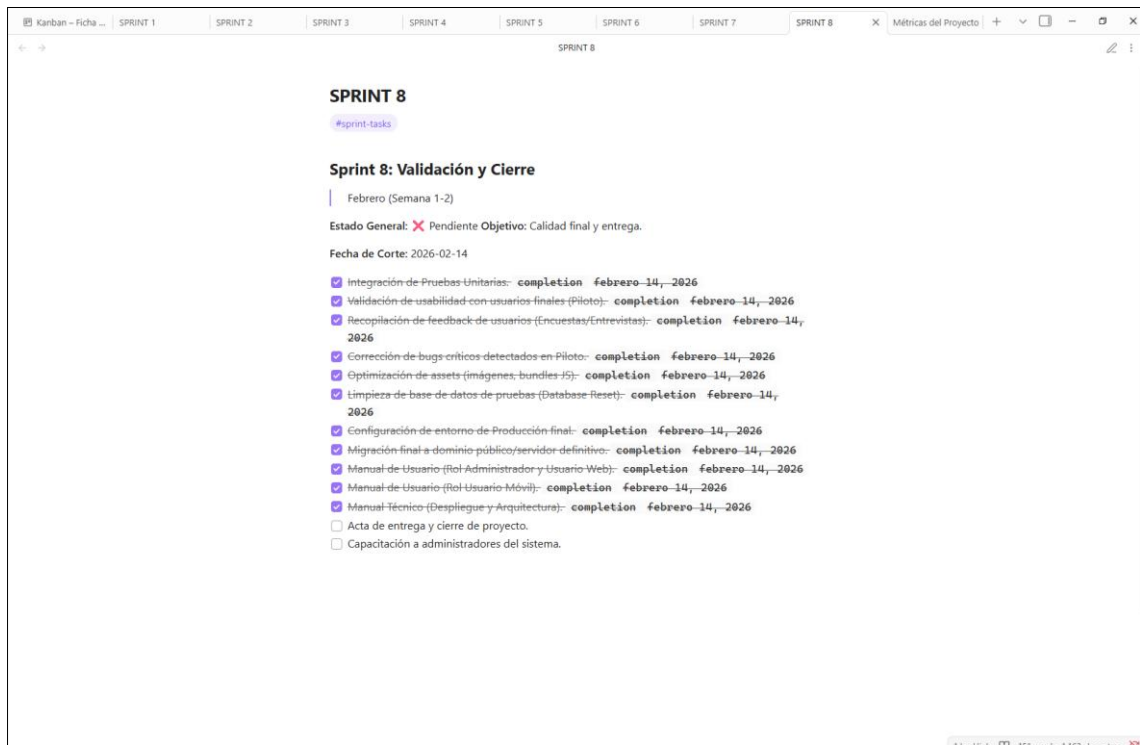 Kanban – Ficha ... SPRINT 1 SPRINT 2 SPRINT 3 SPRINT 4 SPRINT 5 SPRINT 6 SPRINT 7 SPRINT 8 Métricas del Proyecto
SPRINT 8
SPRINT 8
#sprint-tasks
Sprint 8: Validación y Cierre
Febrero (Semana 1-2)
Estado General: ❌ Pendiente Objetivo: Calidad final y entrega.
Fecha de Corte: 2026-02-14
Integración de Pruebas Unitarias. completion febrero 14, 2026
Validación de usabilidad con usuarios finales (Piloto). completion febrero 14, 2026
Recopilación de feedback de usuarios (Encuestas/Entrevistas). completion febrero 14,
2026
Corrección de bugs críticos detectados en Piloto. completion febrero 14, 2026
Optimización de assets (imágenes, bundles JS). completion febrero 14, 2026
Limpieza de base de datos de pruebas (Database Reset). completion febrero 14,
2026
Configuración de entorno de Producción final. completion febrero 14, 2026
Migración final a dominio público/servidor definitivo. completion febrero 14, 2026
Manual de Usuario (Rol Administrador y Usuario Web). completion febrero 14, 2026
Manual de Usuario (Rol Usuario Móvil). completion febrero 14, 2026
Manual Técnico (Despliegue y Arquitectura). completion febrero 14, 2026
Acta de entrega y cierre de proyecto.
Capacitación a administradores del sistema.